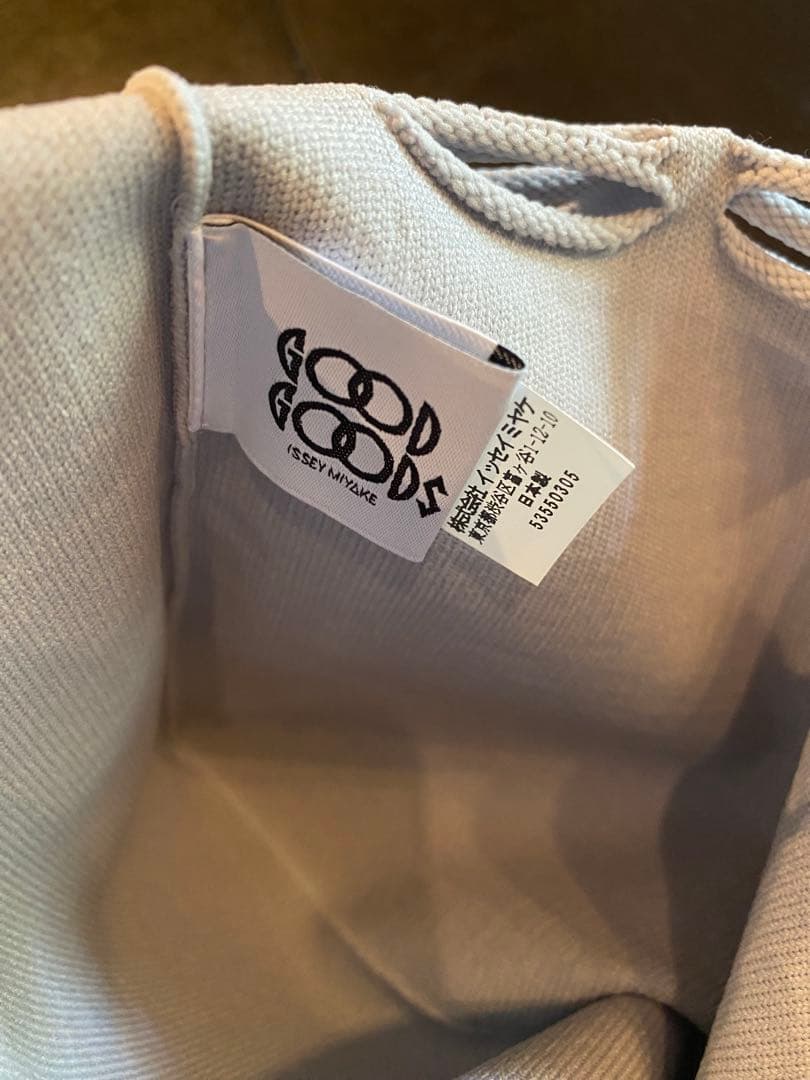 GOOD
GOODS
ISSEY MIYAKE
株式会社 イッセイミヤケ
東京都渋谷区富ヶ谷1-12-10
日本製
53550305